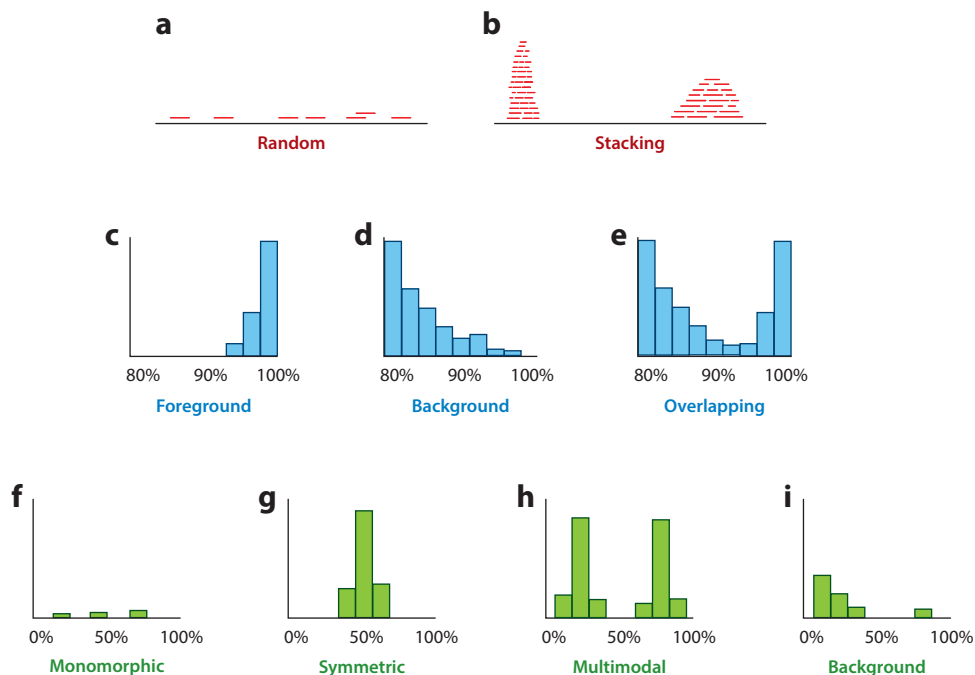 a
b
Random
Stacking
c
d
e
80% 90% 100%
80% 90% 100%
80% 90% 100%
Foreground
Background
Overlapping
f
g
h
i
0% 50% 100%
0% 50% 100%
0% 50% 100%
0% 50% 100%
Monomorphic
Symmetric
Multimodal
Background